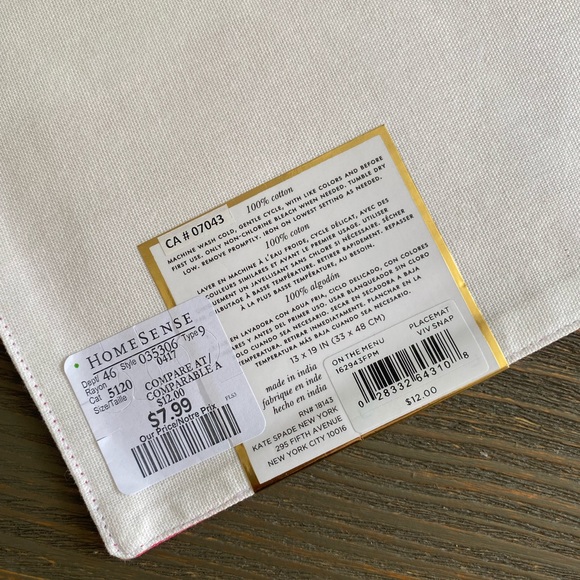 CA # 07043
100% cotton
MACHINE WASH COLD, GENTLE CYCLE, WITH LIKE COLORS AND BEFORE
FIRST USE. ONLY NON-CHLORINE BLEACH WHEN NEEDED. TUMBLE DRY
LOW. REMOVE PROMPTLY. IRON ON LOWEST SETTING AS NEEDED.
100% coton
LAVER EN MACHINE À L'EAU FROIDE, CYCLE DÉLICAT, AVEC DES
COULEURS SIMILAIRES ET AVANT LE PREMIER USAGE. UTILISER
UEMENT UN JAVELLISANT SANS CHLORE SI NÉCESSAIRE. SÉCHER
CULBUTAGE À BASSE TEMPÉRATURE. RETIRER RAPIDEMENT. REPASSER
À LA PLUS BASSE TEMPÉRATURE, AU BESOIN.
100% algodón
EN LAVADORA CON AGUA FRIA, CICLO DELICADO, CON COLORES
ARES Y ANTES DEL PRIMER USO. USAR BLANQUEADOR SIN CLORO
OLO CUANDO SEA NECESARIO. SECAR EN SECADORA A BAJA
TEMPERATURA. RETIRAR INMEDIATAMENTE. PLANCHAR EN LA
TEMPERATURA MÁS BAJA CUANDO SEA NECESARIO.
13 x 19 IN (33 x 48 CM)
made in india
fabrique en inde
hecho en india
RN# 18143
KATE SPADE NEW YORK
295 FIFTH AVENUE
NEW YORK CITY 10016
ON THE MENU
162943FPM
PLACEMAT
VIV SNAP
0 28332 64310 8
$12.00
HOMESENSE
Dept Rayon 46 Style 035306 Type 9
Cat 5120 0417
Size/Taille
COMPARE AT/
COMPARABLE A
$12.00
$7.99
Our Price/Notre Prix